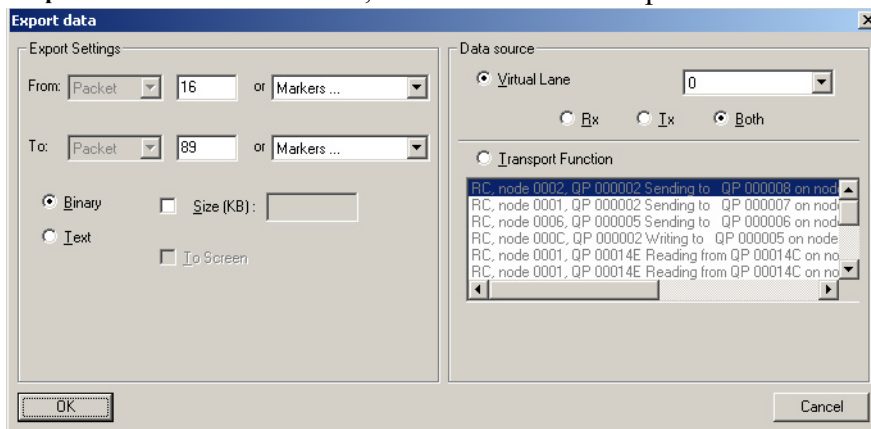 Export data
Export Settings
From: Packet 16 or Markers ...
To: Packet 89 or Markers ...
Binary Size (KB) :
Text
To Screen
Data source
Virtual Lane 0
Rx Tx Both
Transport Function
RC, node 0002, QP 000002 Sending to QP 000008 on nod
RC, node 0001, QP 000002 Sending to QP 000007 on nod
RC, node 0006, QP 000005 Sending to QP 000006 on nod
RC, node 000C, QP 000002 Writing to QP 000005 on node
RC, node 0001, QP 00014E Reading from QP 00014C on no
RC, node 0001, QP 00014E Reading from QP 00014C on no
OK Cancel